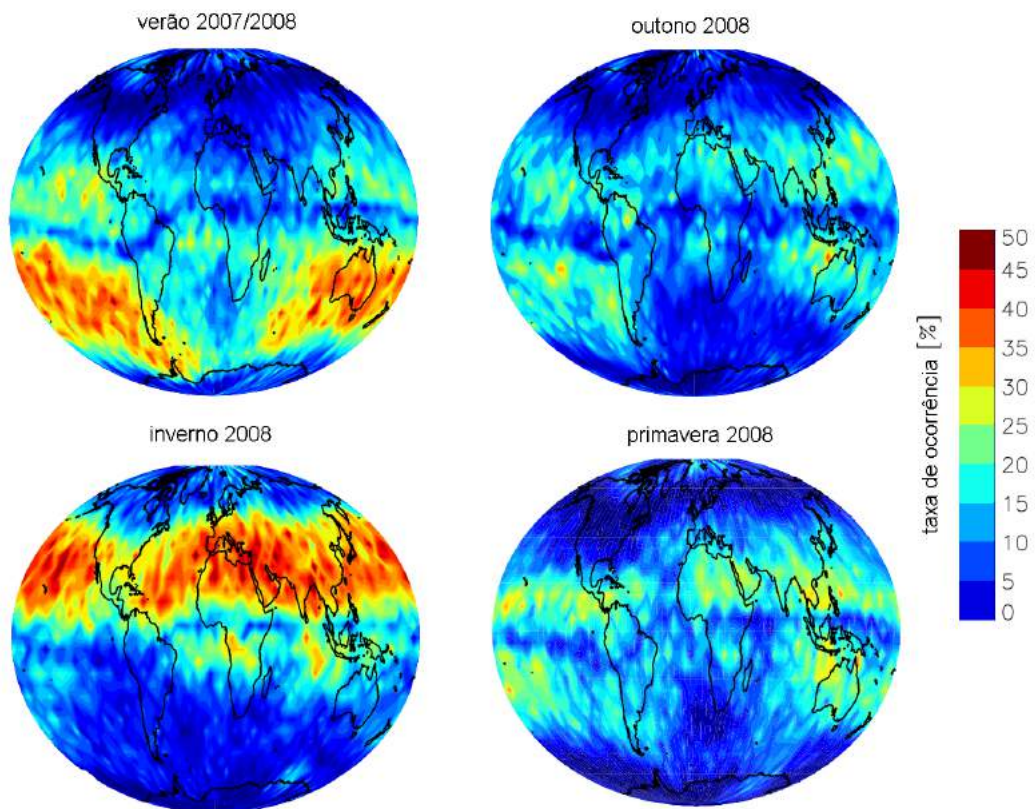 verão 2007/2008
outono 2008
inverno 2008
primavera 2008
taxa de ocorrência [%]
50
45
40
35
30
25
20
15
10
5
0